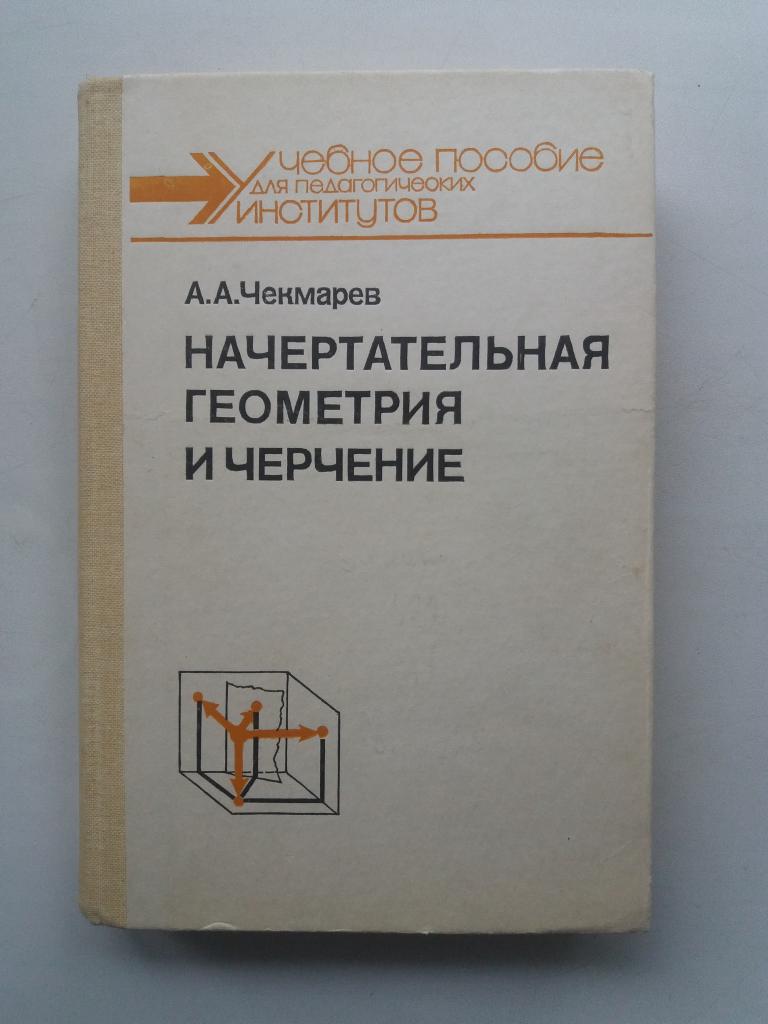 Учебное пособие
для педагогических
институтов
А.А.Чекмарев
НАЧЕРТАТЕЛЬНАЯ
ГЕОМЕТРИЯ
И ЧЕРЧЕНИЕ